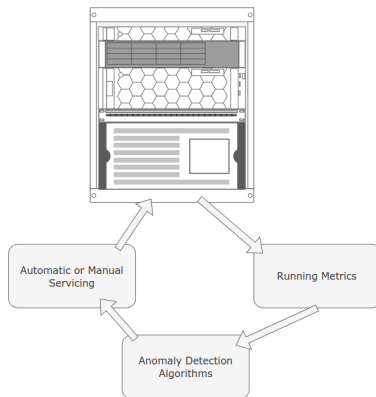 Automatic or Manual
Servicing
Running Metrics
Anomaly Detection
Algorithms